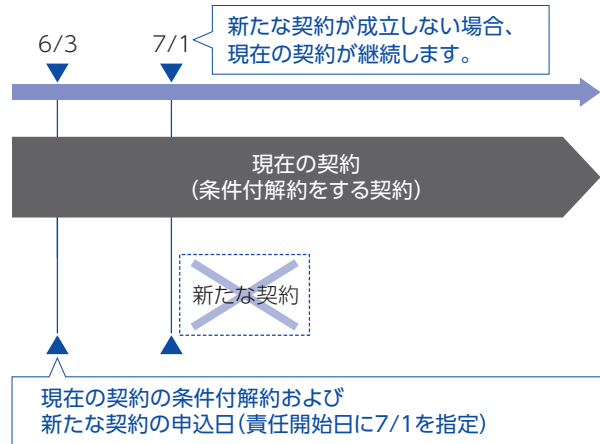 6/3
7/1
新たな契約が成立しない場合、
現在の契約が継続します。
現在の契約
(条件付解約をする契約)
新たな契約
現在の契約の条件付解約および
新たな契約の申込日(責任開始日に7/1を指定)